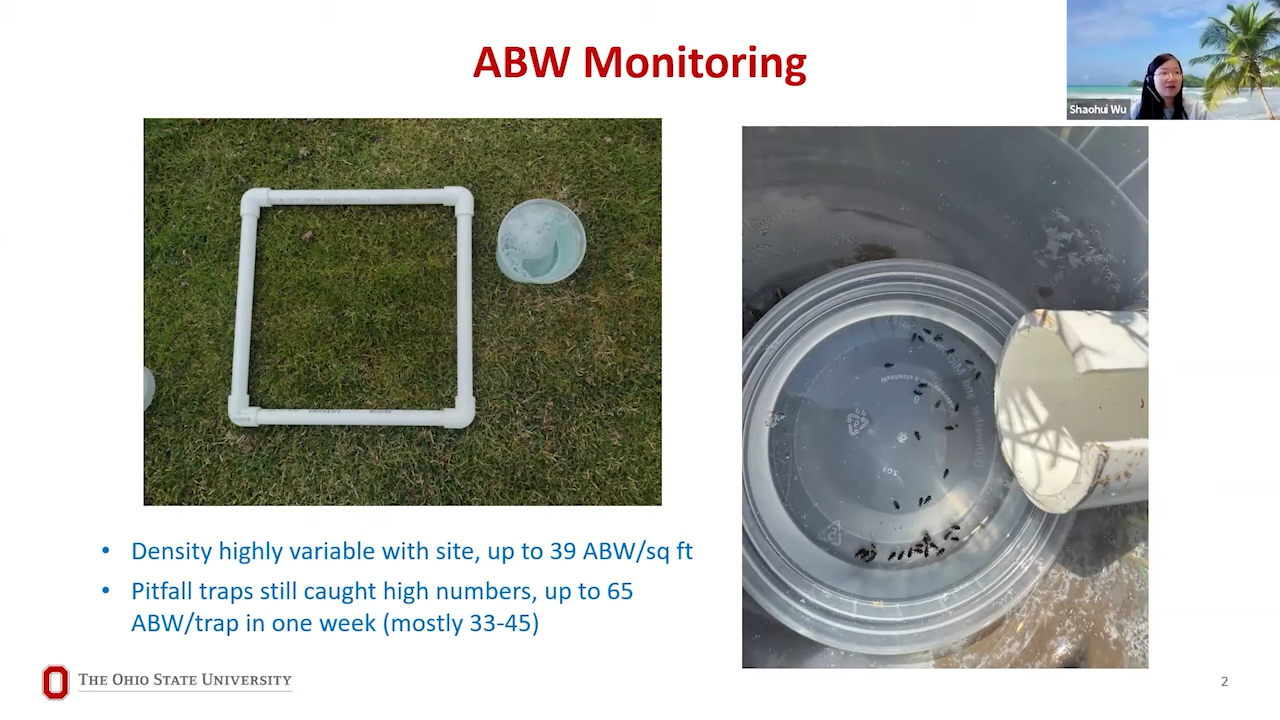 ABW Monitoring
Shaohui Wu
• Density highly variable with site, up to 39 ABW/sq ft
• Pitfall traps still caught high numbers, up to 65
ABW/trap in one week (mostly 33-45)
THE OHIO STATE UNIVERSITY
2